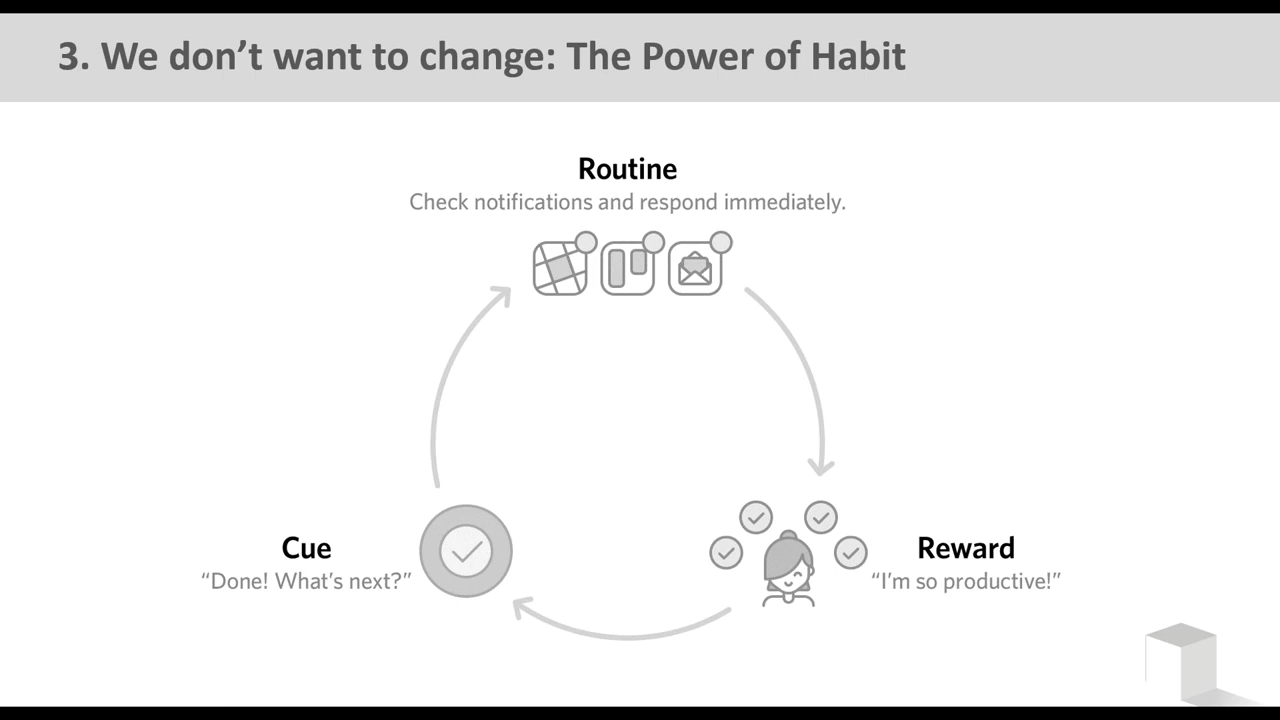 3. We don’t want to change: The Power of Habit
Routine
Check notifications and respond immediately.
Cue
“Done! What’s next?”
Reward
“I’m so productive!”